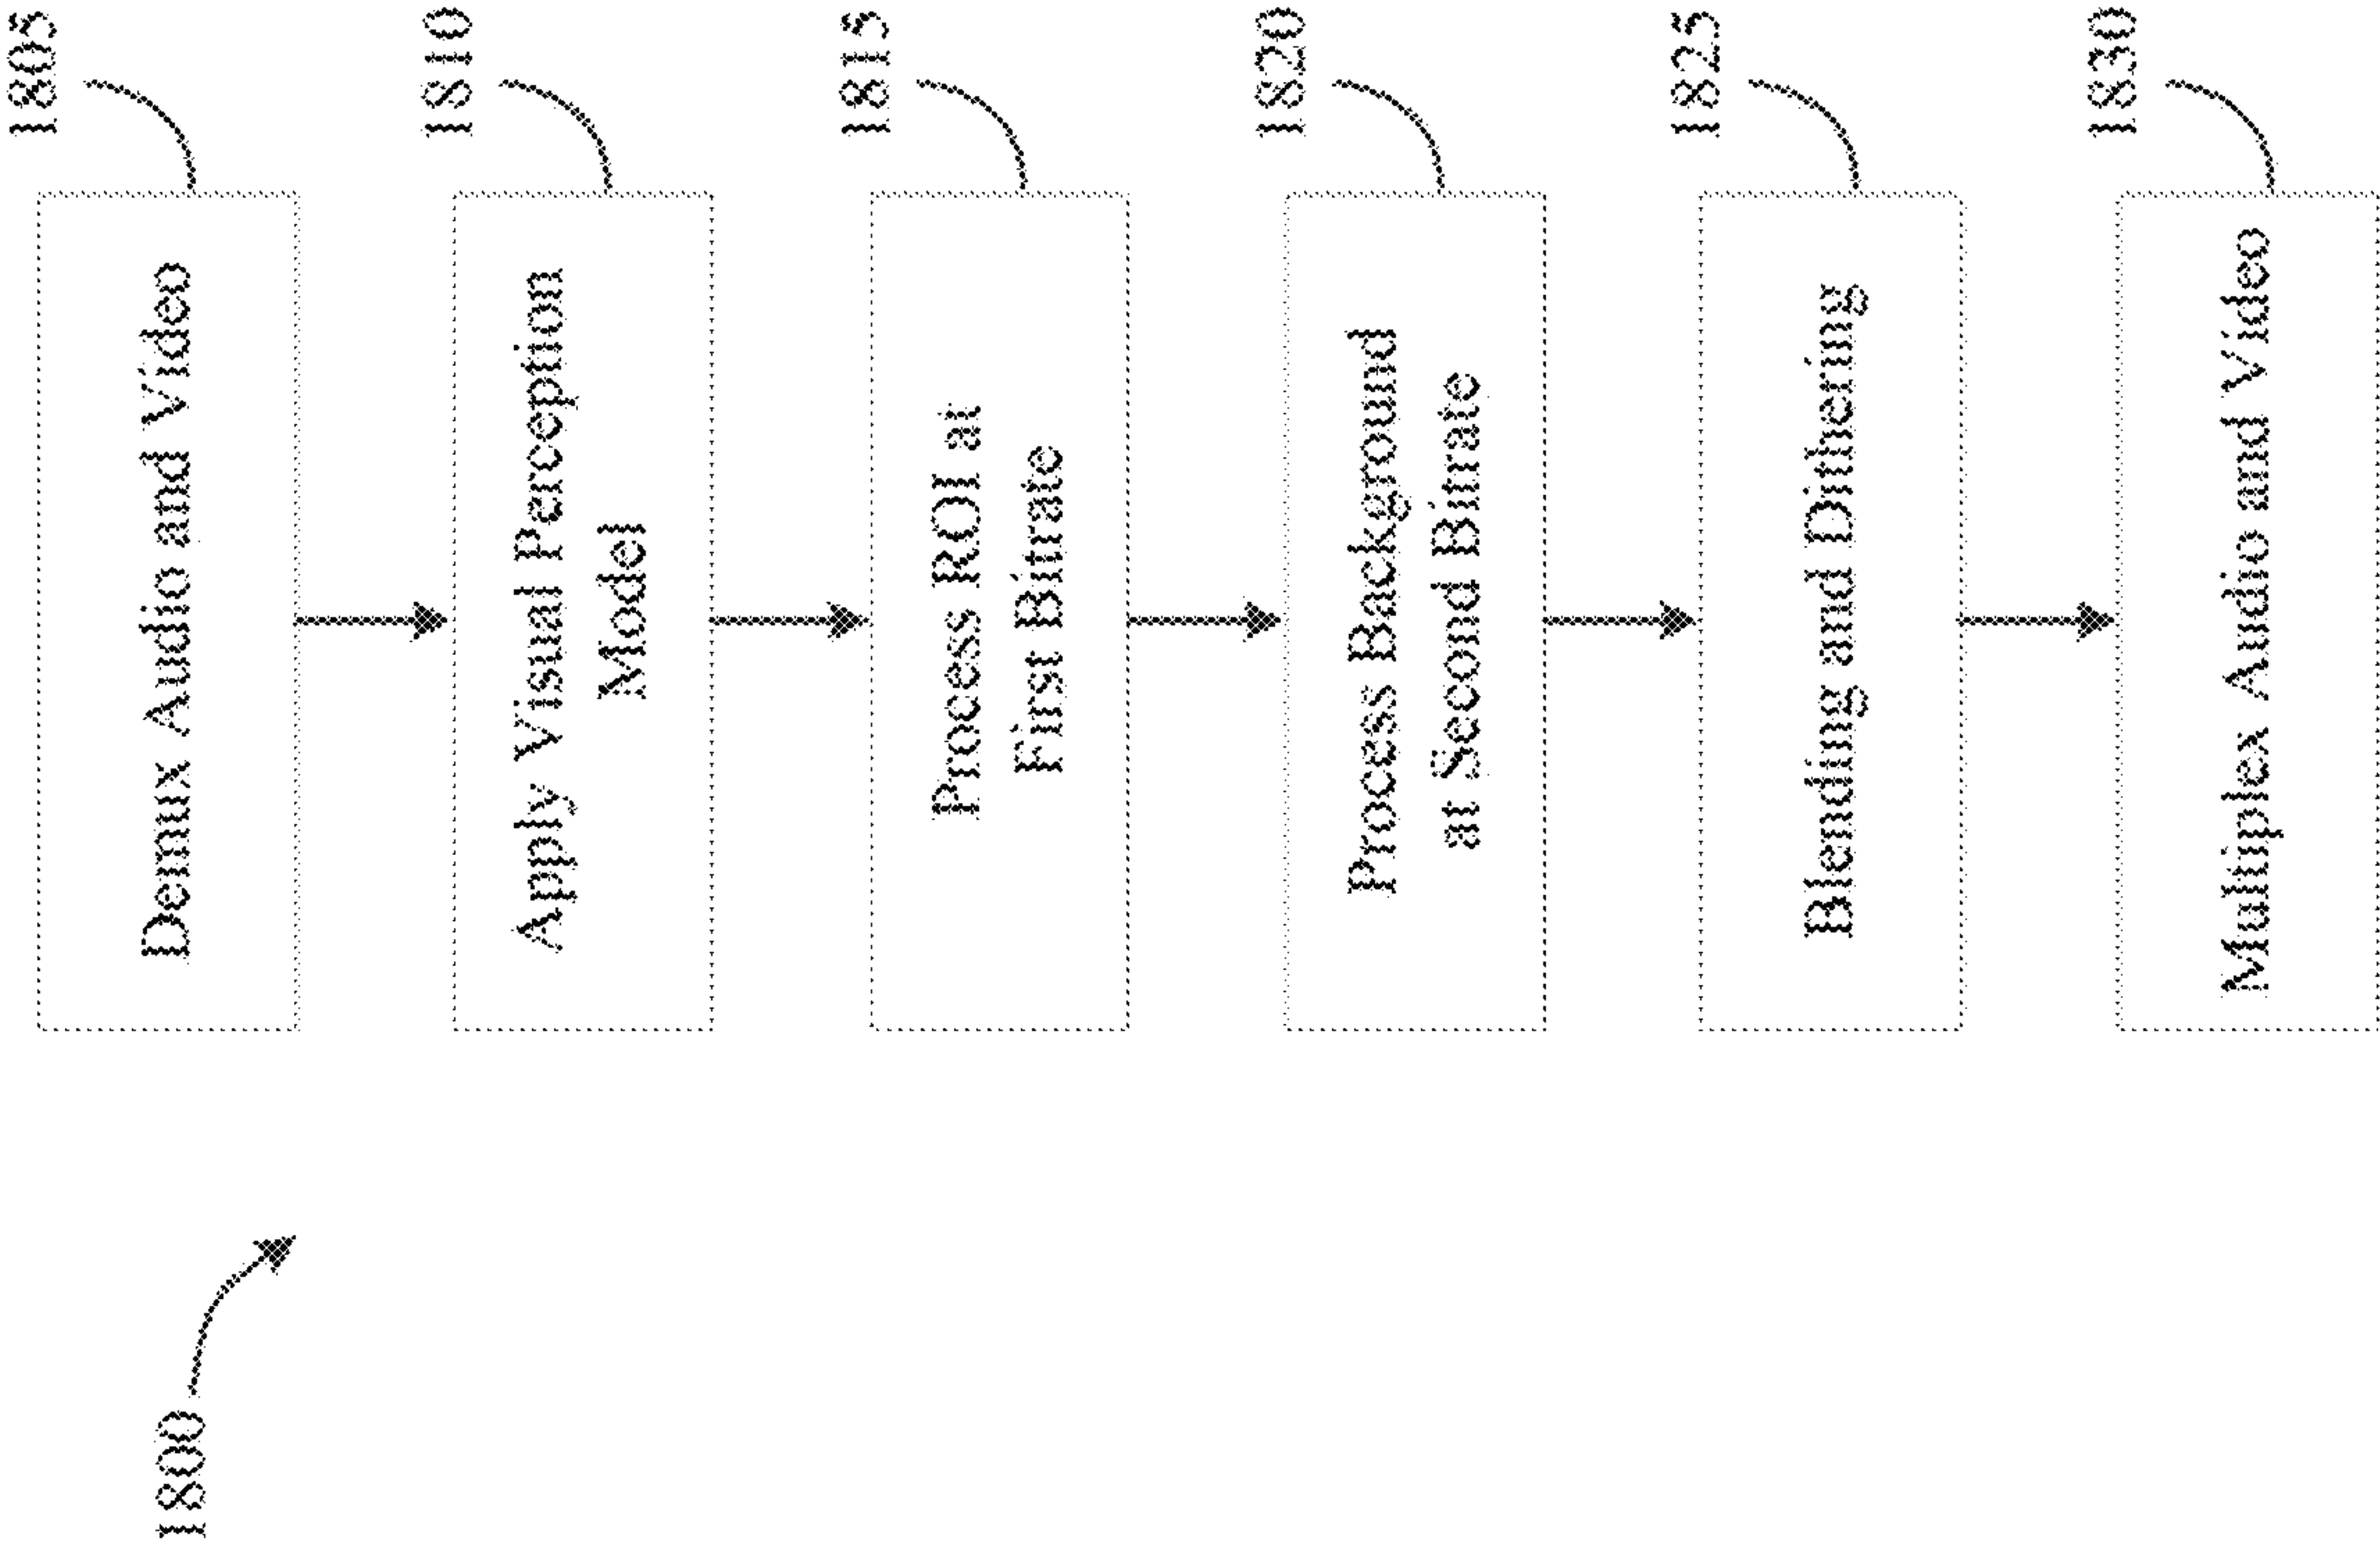 1800
Demux Audio and Video
1805
Apply Visual Perception
Model
1810
Process ROI at
First Bitrate
1815
Process Background
at Second Bitrate
1820
Blending and Dithering
1825
Multiplex Audio and Video
1830